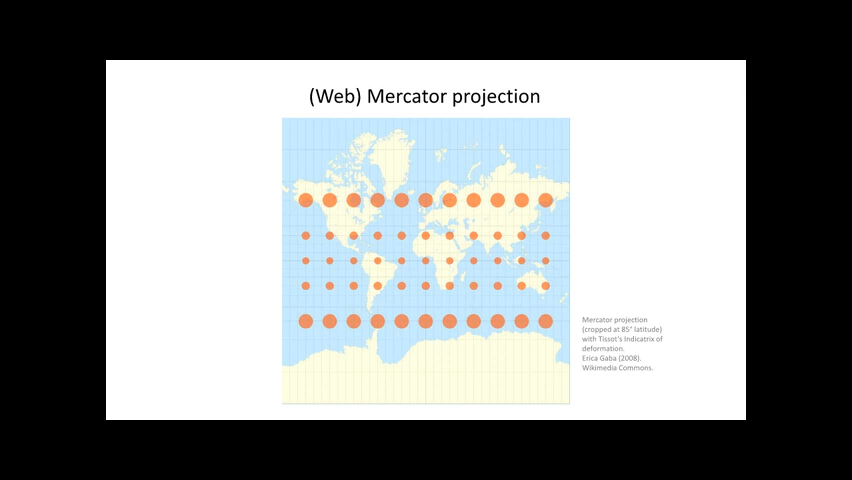 (Web) Mercator projection
Mercator projection
(cropped at 85° latitude)
with Tissot's Indicatrix of
deformation.
Erica Gaba (2008).
Wikimedia Commons.